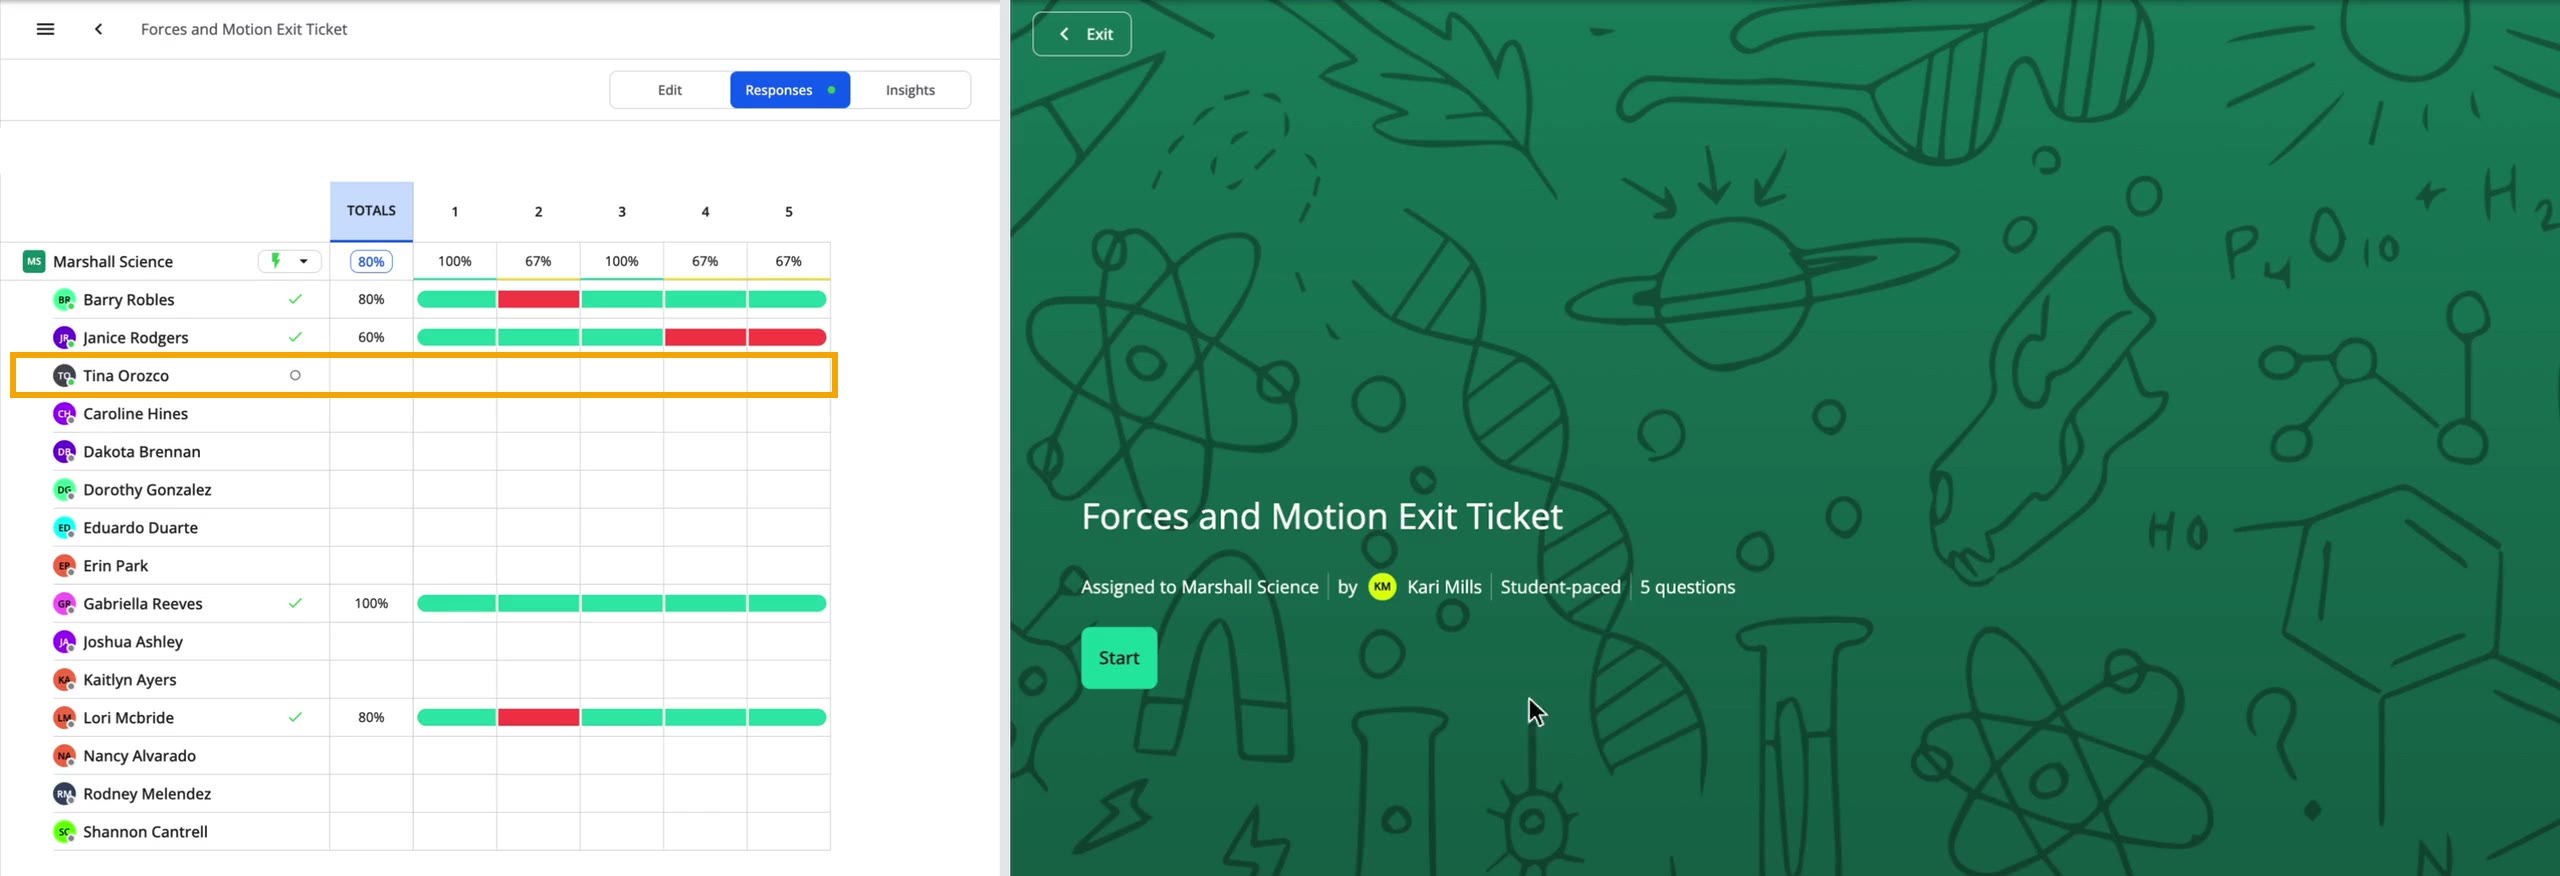 Forces and Motion Exit Ticket
Edit Responses Insights
TOTALS 1 2 3 4 5
MS Marshall Science 80% 100% 67% 100% 67% 67%
BR Barry Robles 80%
JR Janice Rodgers 60%
TO Tina Orozco
CH Caroline Hines
DB Dakota Brennan
DG Dorothy Gonzalez
ED Eduardo Duarte
EP Erin Park
GR Gabriella Reeves 100%
JA Joshua Ashley
KA Kaitlyn Ayers
LM Lori Mcbride 80%
NA Nancy Alvarado
RM Rodney Melendez
SC Shannon Cantrell
Exit
H2
P4O10
HO
Forces and Motion Exit Ticket
Assigned to Marshall Science by KM Kari Mills Student-paced 5 questions
Start
?
N